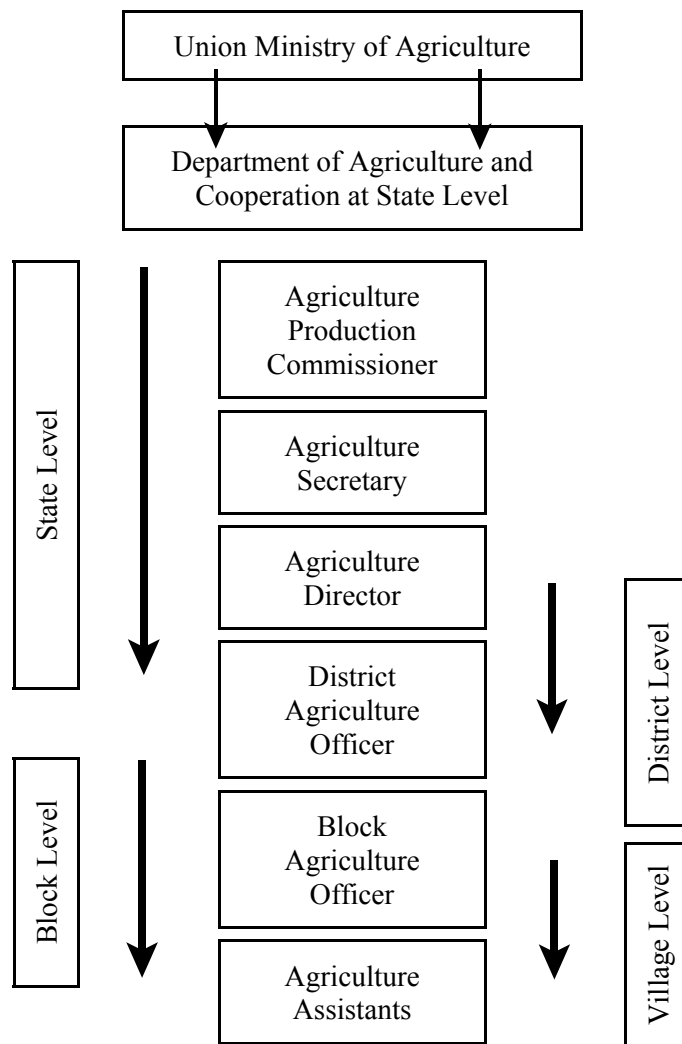 Union Ministry of Agriculture
Department of Agriculture and
Cooperation at State Level
State Level
Agriculture
Production
Commissioner
Agriculture
Secretary
Agriculture
Director
District Level
District
Agriculture
Officer
Block Level
Block
Agriculture
Officer
Village Level
Agriculture
Assistants